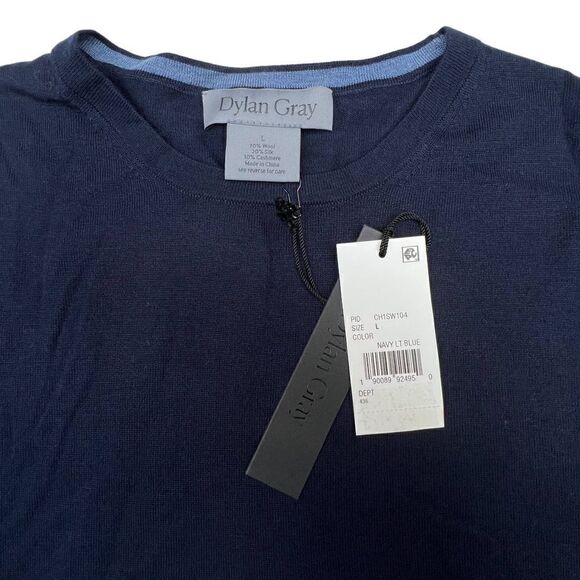 Dylan Gray
L
70% Wool
20% Silk
10% Cashmere
Made in China
see reverse for care
Dylan Gray
PID: CH1SW104
SIZE L
COLOR
NAVY LT BLUE
1 90089 92495 0
DEPT
436